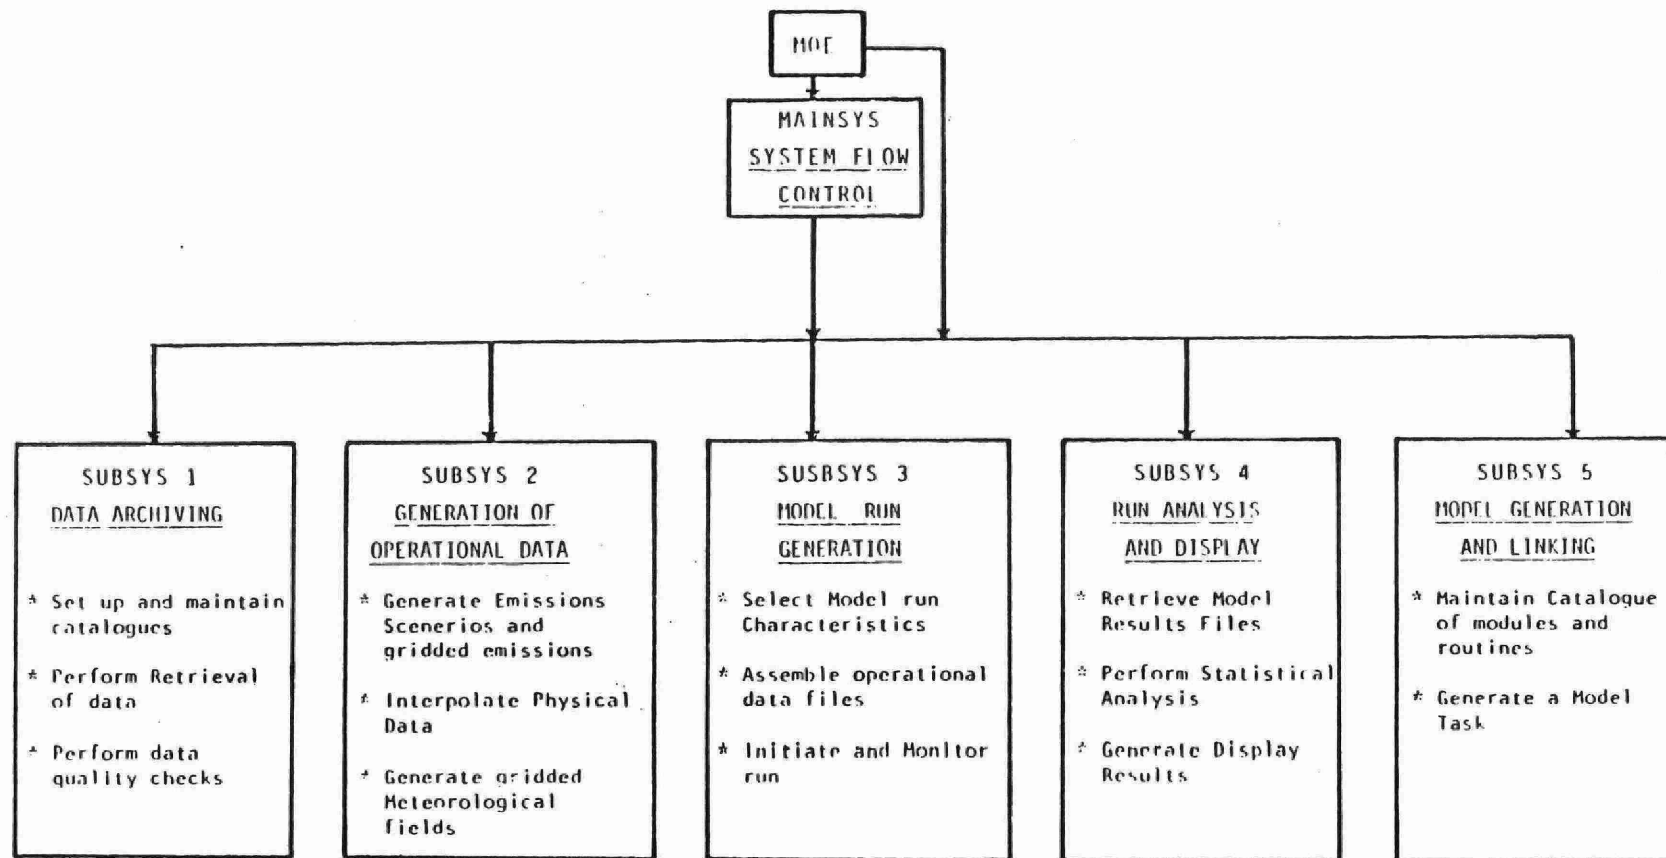 MOE
MAINSYS
SYSTEM FLOW
CONTROL
SUBSYS 1
DATA ARCHIVING
* Set up and maintain
catalogues
* Perform Retrieval
of data
* Perform data
quality checks
SUBSYS 2
GENERATION OF
OPERATIONAL DATA
* Generate Emissions
Scenerios and
gridded emissions
* Interpolate Physical
Data
* Generate gridded
Meteorological
fields
SUSBSYS 3
MODEL RUN
GENERATION
* Select Model run
Characteristics
* Assemble operational
data files
* Initiate and Monitor
run
SUBSYS 4
RUN ANALYSIS
AND DISPLAY
* Retrieve Model
Results Files
* Perform Statistical
Analysis
* Generate Display
Results
SUBSYS 5
MODEL GENERATION
AND LINKING
* Maintain Catalogue
of modules and
routines
* Generate a Model
Task